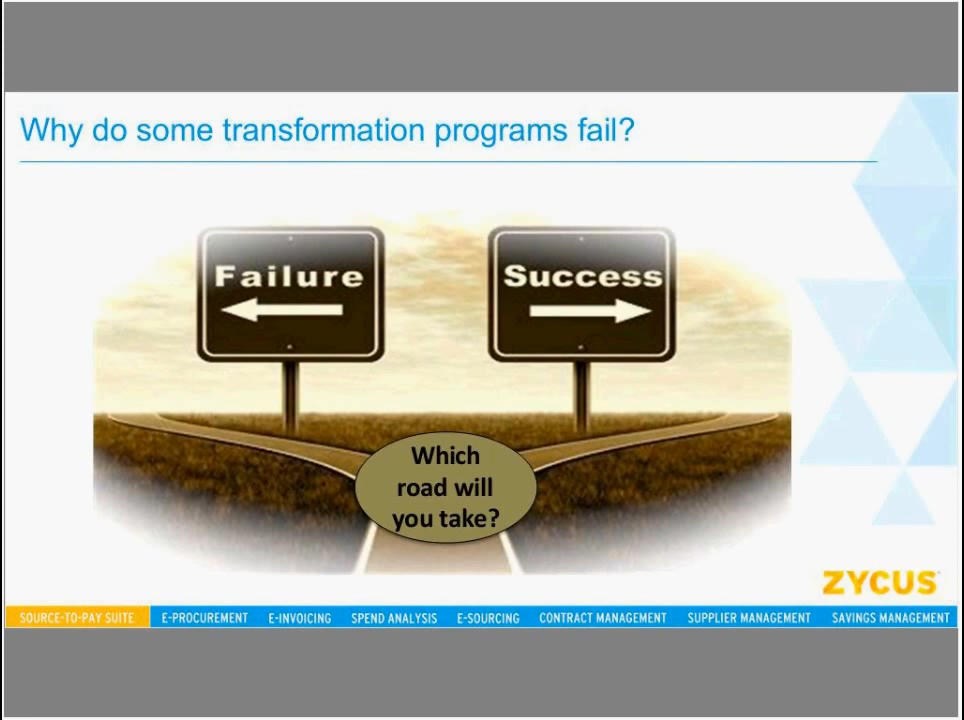 Why do some transformation programs fail?
Failure
Success
Which
road will
you take?
ZYCUS
SOURCE-TO-PAY SUITE E-PROCUREMENT E-INVOICING SPEND ANALYSIS E-SOURCING CONTRACT MANAGEMENT SUPPLIER MANAGEMENT SAVINGS MANAGEMENT